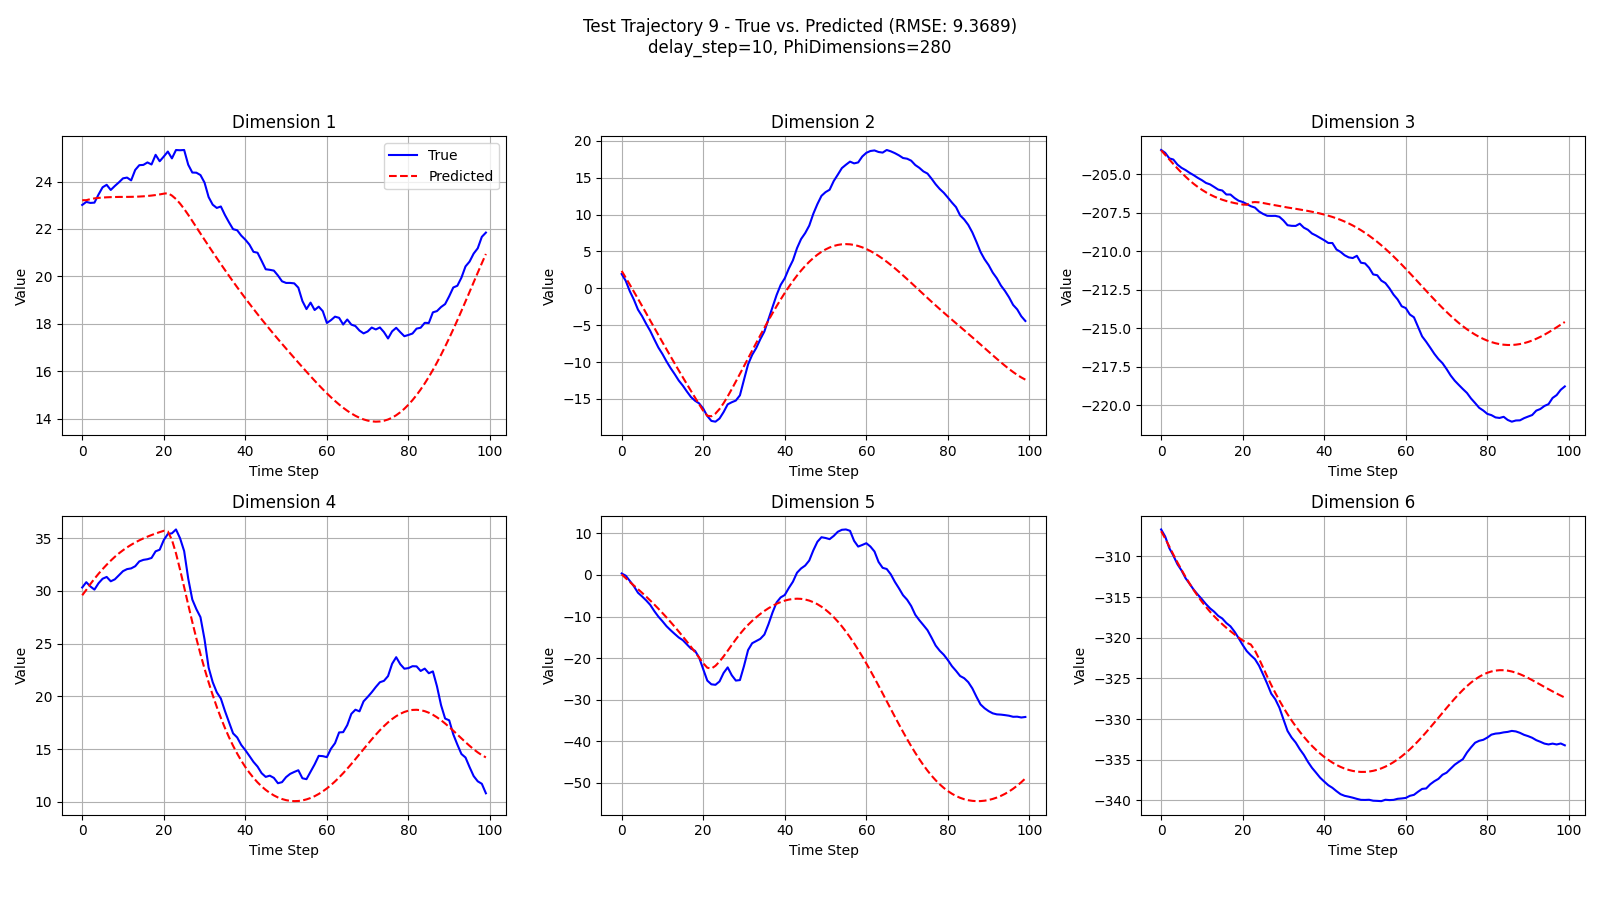 Test Trajectory 9 - True vs. Predicted (RMSE: 9.3689)
delay_step=10, PhiDimensions=280
Dimension 1
Value
24
22
20
18
16
14
0 20 40 60 80 100
Time Step
True
Predicted
Dimension 2
Value
20
15
10
5
0
−5
−10
−15
0 20 40 60 80 100
Time Step
Dimension 3
Value
−205.0
−207.5
−210.0
−212.5
−215.0
−217.5
−220.0
0 20 40 60 80 100
Time Step
Dimension 4
Value
35
30
25
20
15
10
0 20 40 60 80 100
Time Step
Dimension 5
Value
10
0
−10
−20
−30
−40
−50
0 20 40 60 80 100
Time Step
Dimension 6
Value
−310
−315
−320
−325
−330
−335
−340
0 20 40 60 80 100
Time Step